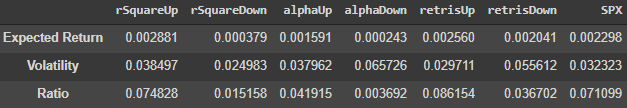 rSquareUp rSquareDown alphaUp alphaDown retrisUp retrisDown SPX
Expected Return 0.002881 0.000379 0.001591 0.000243 0.002560 0.002041 0.002298
Volatility 0.038497 0.024983 0.037962 0.065726 0.029711 0.055612 0.032323
Ratio 0.074828 0.015158 0.041915 0.003692 0.086154 0.036702 0.071099